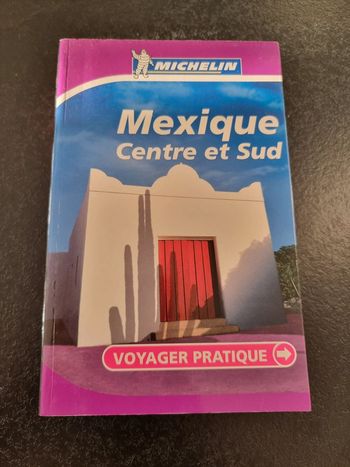 MICHELIN
Mexique
Centre et Sud
VOYAGER PRATIQUE